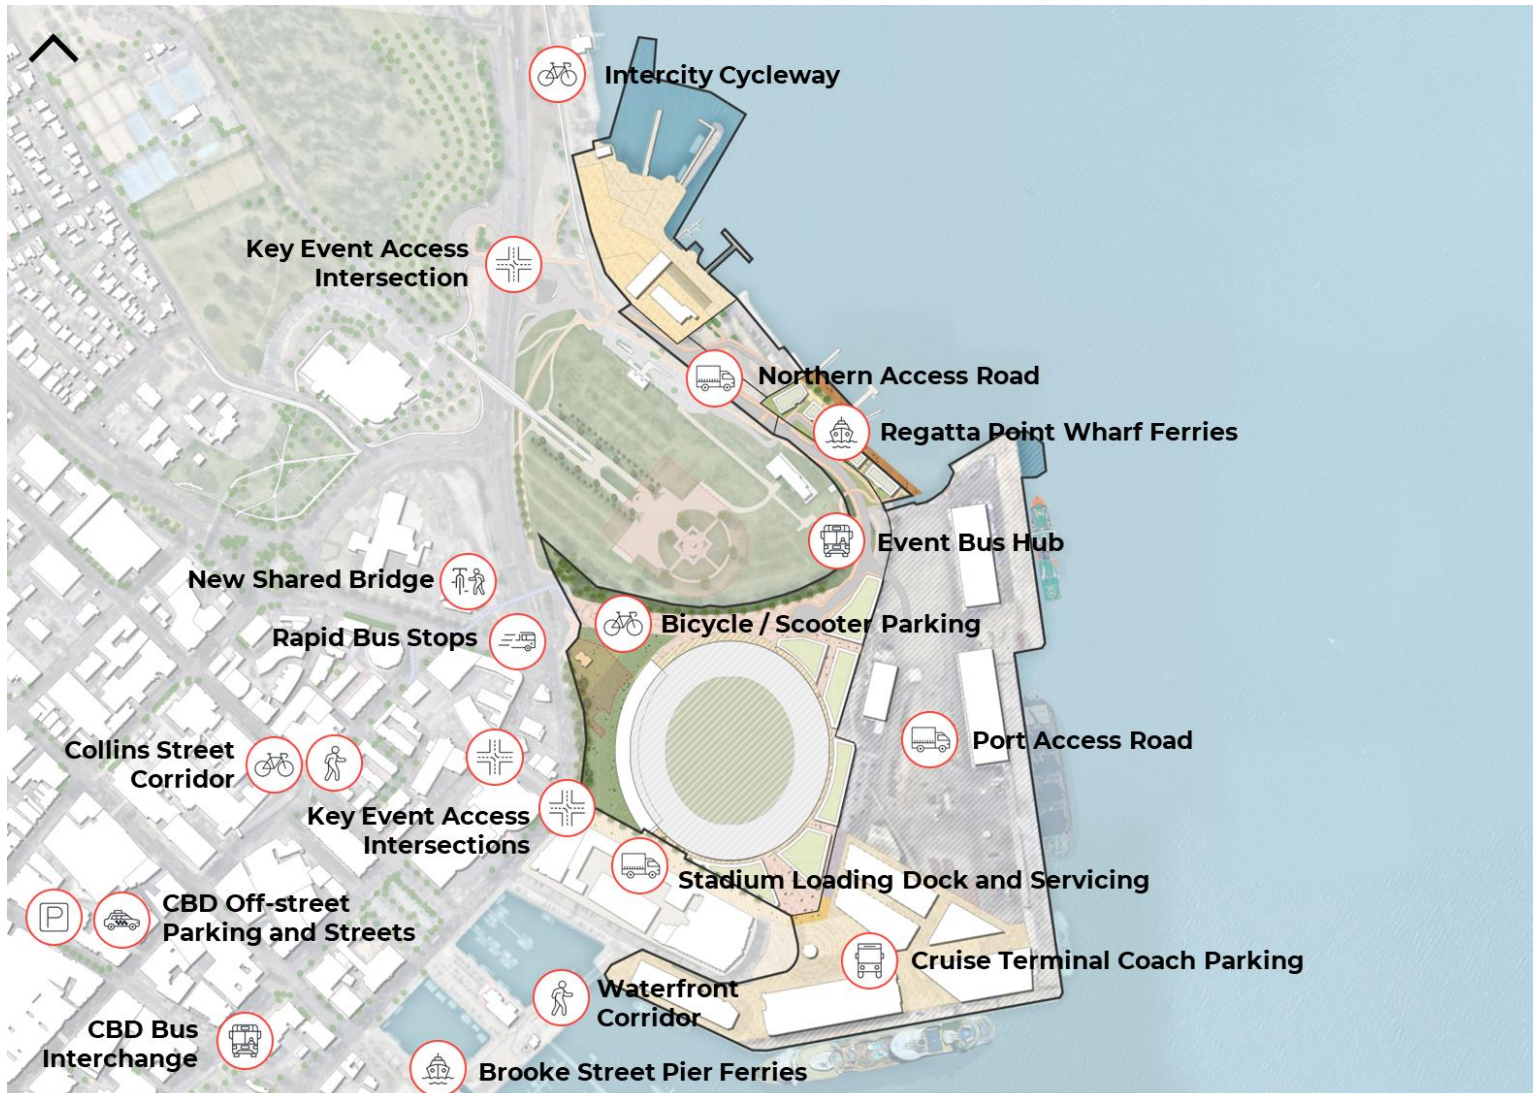 Intercity Cycleway
Key Event Access
Intersection
Northern Access Road
Regatta Point Wharf Ferries
Event Bus Hub
New Shared Bridge
Bicycle / Scooter Parking
Rapid Bus Stops
Port Access Road
Collins Street
Corridor
Key Event Access
Intersections
Stadium Loading Dock and Servicing
P
CBD Off-street
Parking and Streets
Cruise Terminal Coach Parking
Waterfront
Corridor
CBD Bus
Interchange
Brooke Street Pier Ferries